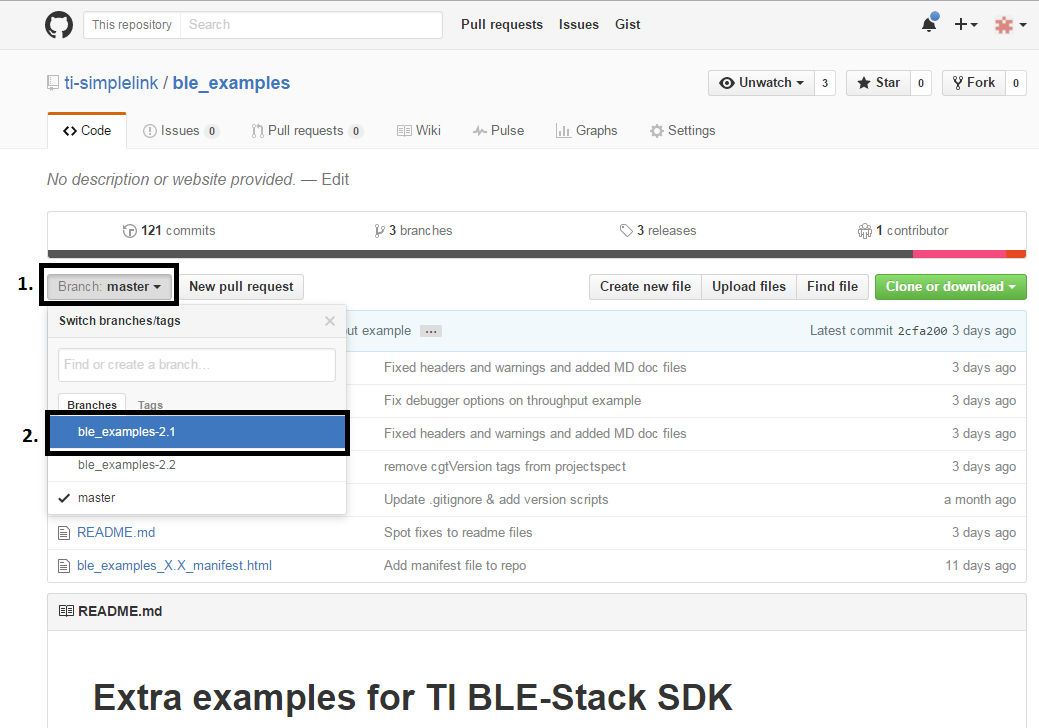 This repository Search Pull requests Issues Gist
ti-simplelink / ble_examples
Unwatch 3 Star 0 Fork 0
Code Issues 0 Pull requests 0 Wiki Pulse Graphs Settings
No description or website provided. — Edit
121 commits 3 branches 3 releases 1 contributor
1. Branch: master New pull request Create new file Upload files Find file Clone or download
Switch branches/tags
example ... Latest commit 2cfa200 3 days ago
Find or create a branch...
Fixed headers and warnings and added MD doc files 3 days ago
Branches Tags
Fix debugger options on throughput example 3 days ago
2. ble_examples-2.1
Fixed headers and warnings and added MD doc files 3 days ago
ble_examples-2.2
remove cgtVersion tags from projectspect 3 days ago
master
Update .gitignore & add version scripts a month ago
README.md Spot fixes to readme files 3 days ago
ble_examples_X.X_manifest.html Add manifest file to repo 11 days ago
README.md
Extra examples for TI BLE-Stack SDK